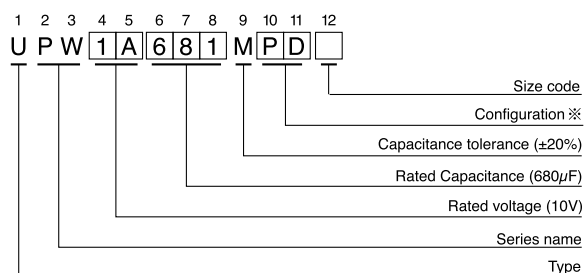 1 2 3 4 5 6 7 8 9 10 11 12
U P W 1 A 6 8 1 M P D
Size code
Configuration ※
Capacitance tolerance (±20%)
Rated Capacitance (680µF)
Rated voltage (10V)
Series name
Type